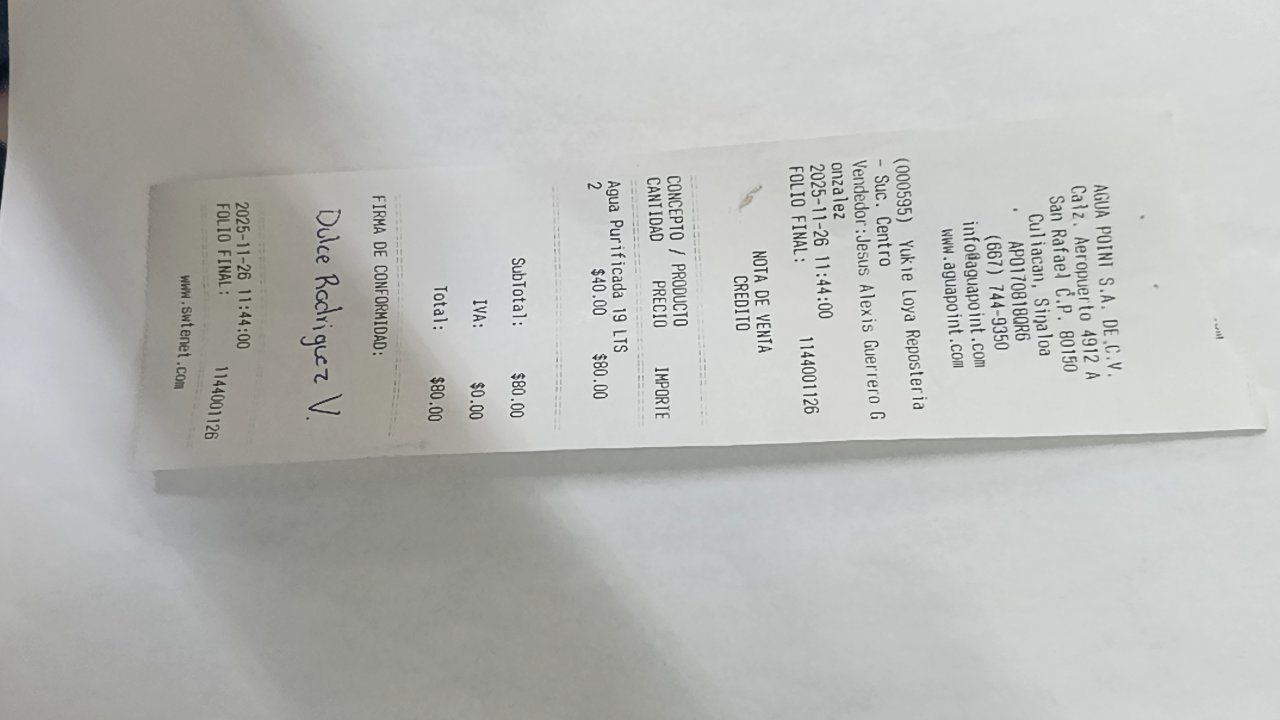 AGUA POINT S.A. DE C.V.
Calz. Aeropuerto 4912 A
San Rafael C.P. 80150
Culiacan, Sinaloa
APO170818QR6
(667) 744-9350
info@aguapoint.com
www.aguapoint.com
(000595) Yukie Loya Reposteria
- Suc. Centro
Vendedor:Jesus Alexis Guerrero G
onzalez
2025-11-26 11:44:00
FOLIO FINAL: 1144001126
NOTA DE VENTA
CREDITO
CONCEPTO / PRODUCTO
CANTIDAD PRECIO IMPORTE
Agua Purificada 19 LTS
2 $40.00 $80.00
SubTotal: $80.00
IVA: $0.00
Total: $80.00
FIRMA DE CONFORMIDAD:
Dulce Rodriguez V.
2025-11-26 11:44:00
FOLIO FINAL: 1144001126
www.swtenet.com